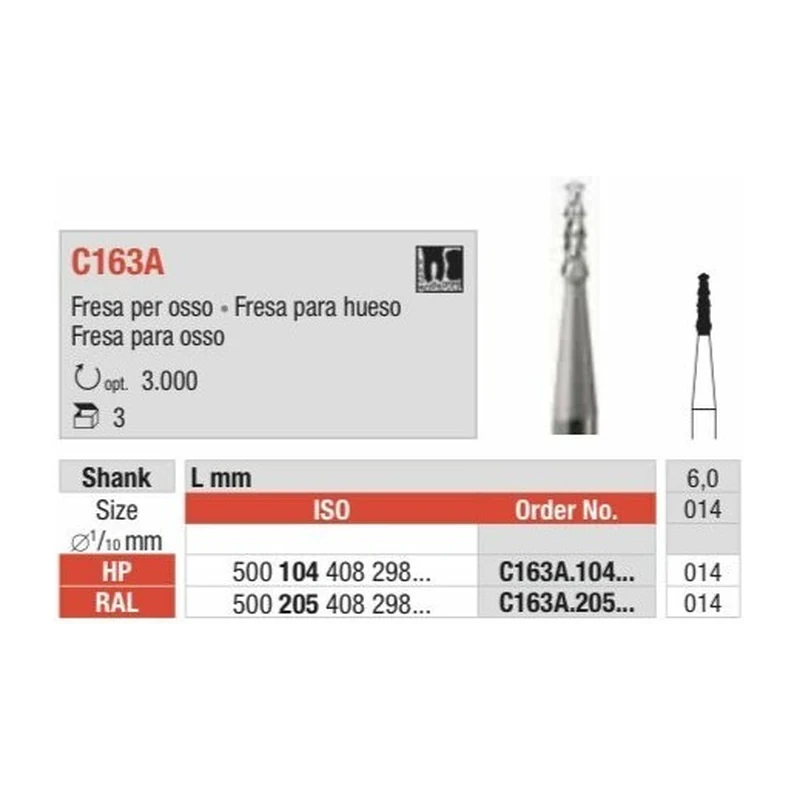 C163A
Fresa per osso • Fresa para hueso
Fresa para osso
opt. 3.000
3
Shank L mm 6,0
Size ISO Order No. 014
∅1/10 mm
HP 500 104 408 298... C163A.104... 014
RAL 500 205 408 298... C163A.205... 014